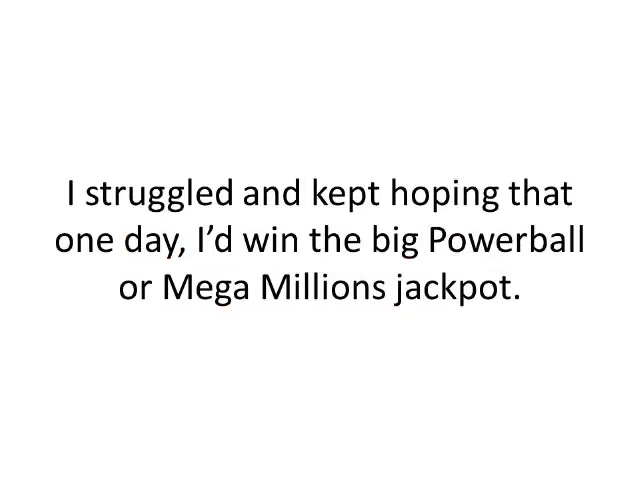 I struggled and kept hoping that
one day, I’d win the big Powerball
or Mega Millions jackpot.